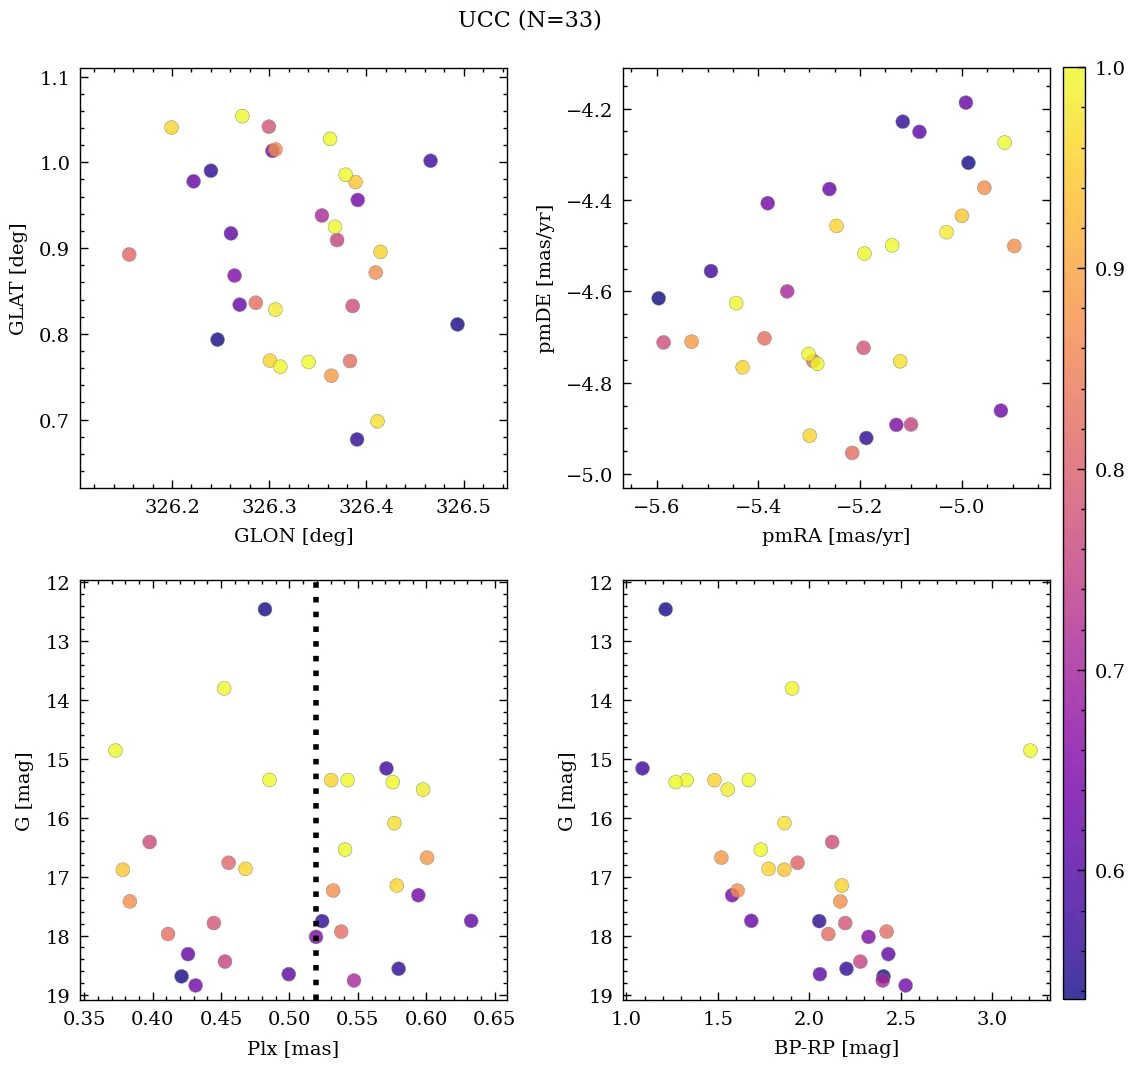 UCC (N=33)
1.1
1.0
0.9
0.8
0.7
GLAT [deg]
326.2 326.3 326.4 326.5
GLON [deg]
−4.2
−4.4
−4.6
−4.8
−5.0
pmDE [mas/yr]
−5.6 −5.4 −5.2 −5.0
pmRA [mas/yr]
1.0
0.9
0.8
0.7
0.6
12
13
14
15
16
17
18
19
G [mag]
0.35 0.40 0.45 0.50 0.55 0.60 0.65
Plx [mas]
12
13
14
15
16
17
18
19
G [mag]
1.0 1.5 2.0 2.5 3.0
BP-RP [mag]